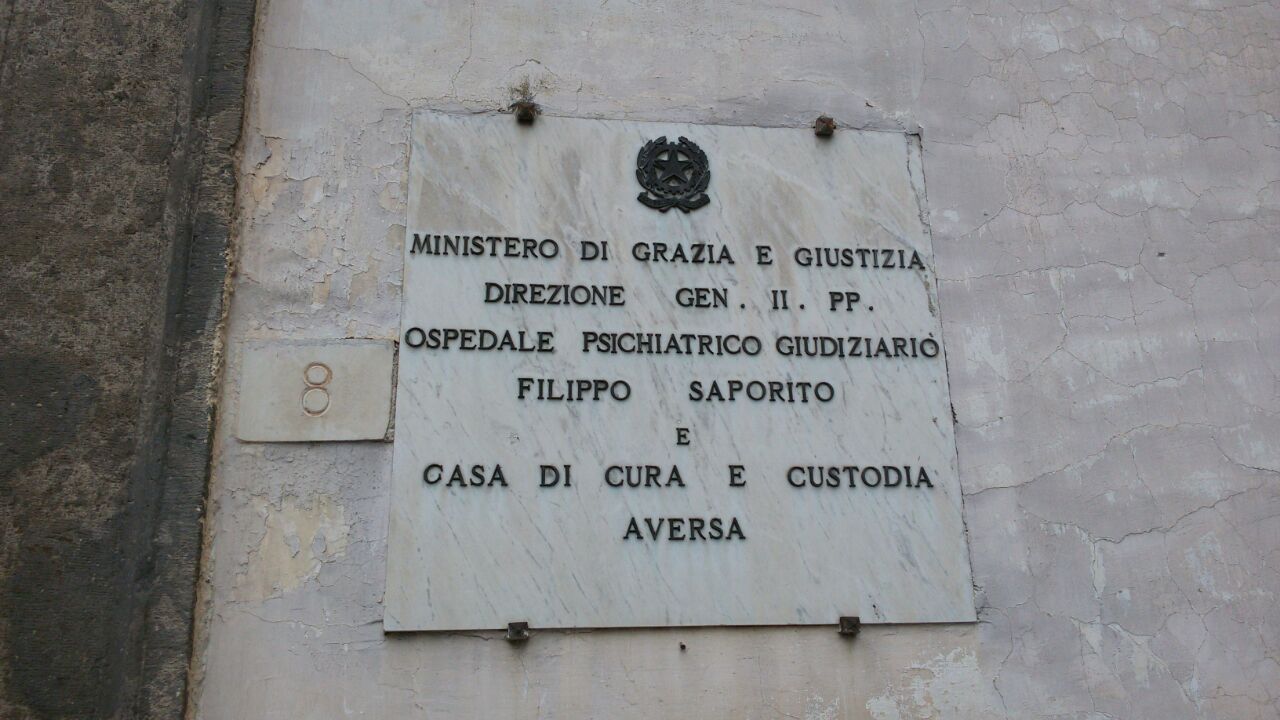 MINISTERO DI GRAZIA E GIUSTIZIA
DIREZIONE GEN. II. PP.
OSPEDALE PSICHIATRICO GIUDIZIARIO
FILIPPO SAPORITO
E
CASA DI CURA E CUSTODIA
AVERSA
8